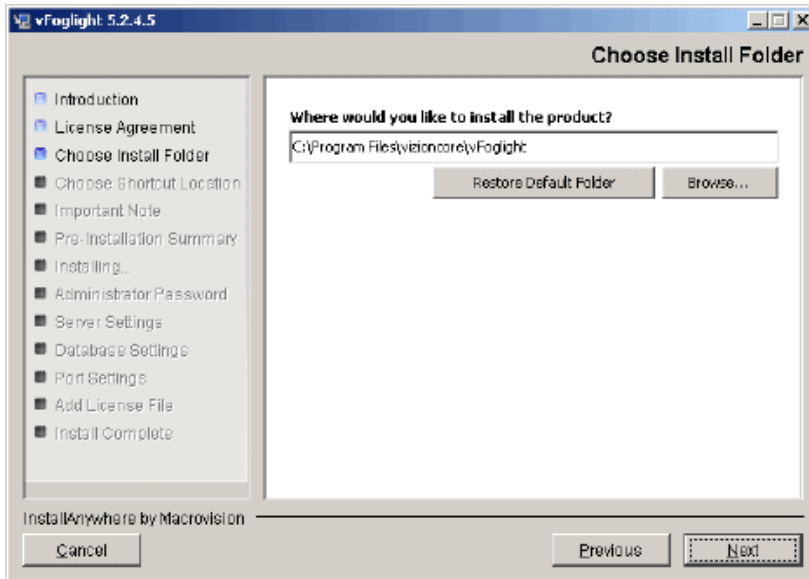 vFoglight 5.2.4.5
Choose Install Folder
Introduction
License Agreement
Choose Install Folder
Choose Shortcut Location
Important Note
Pre-Installation Summary
Installing...
Administrator Password
Server Settings
Database Settings
Port Settings
Add License File
Install Complete
Where would you like to install the product?
C:\Program Files\vizioncore\vFoglight
Restore Default Folder
Browse...
InstallAnywhere by Macrovision
Cancel
Previous
Next